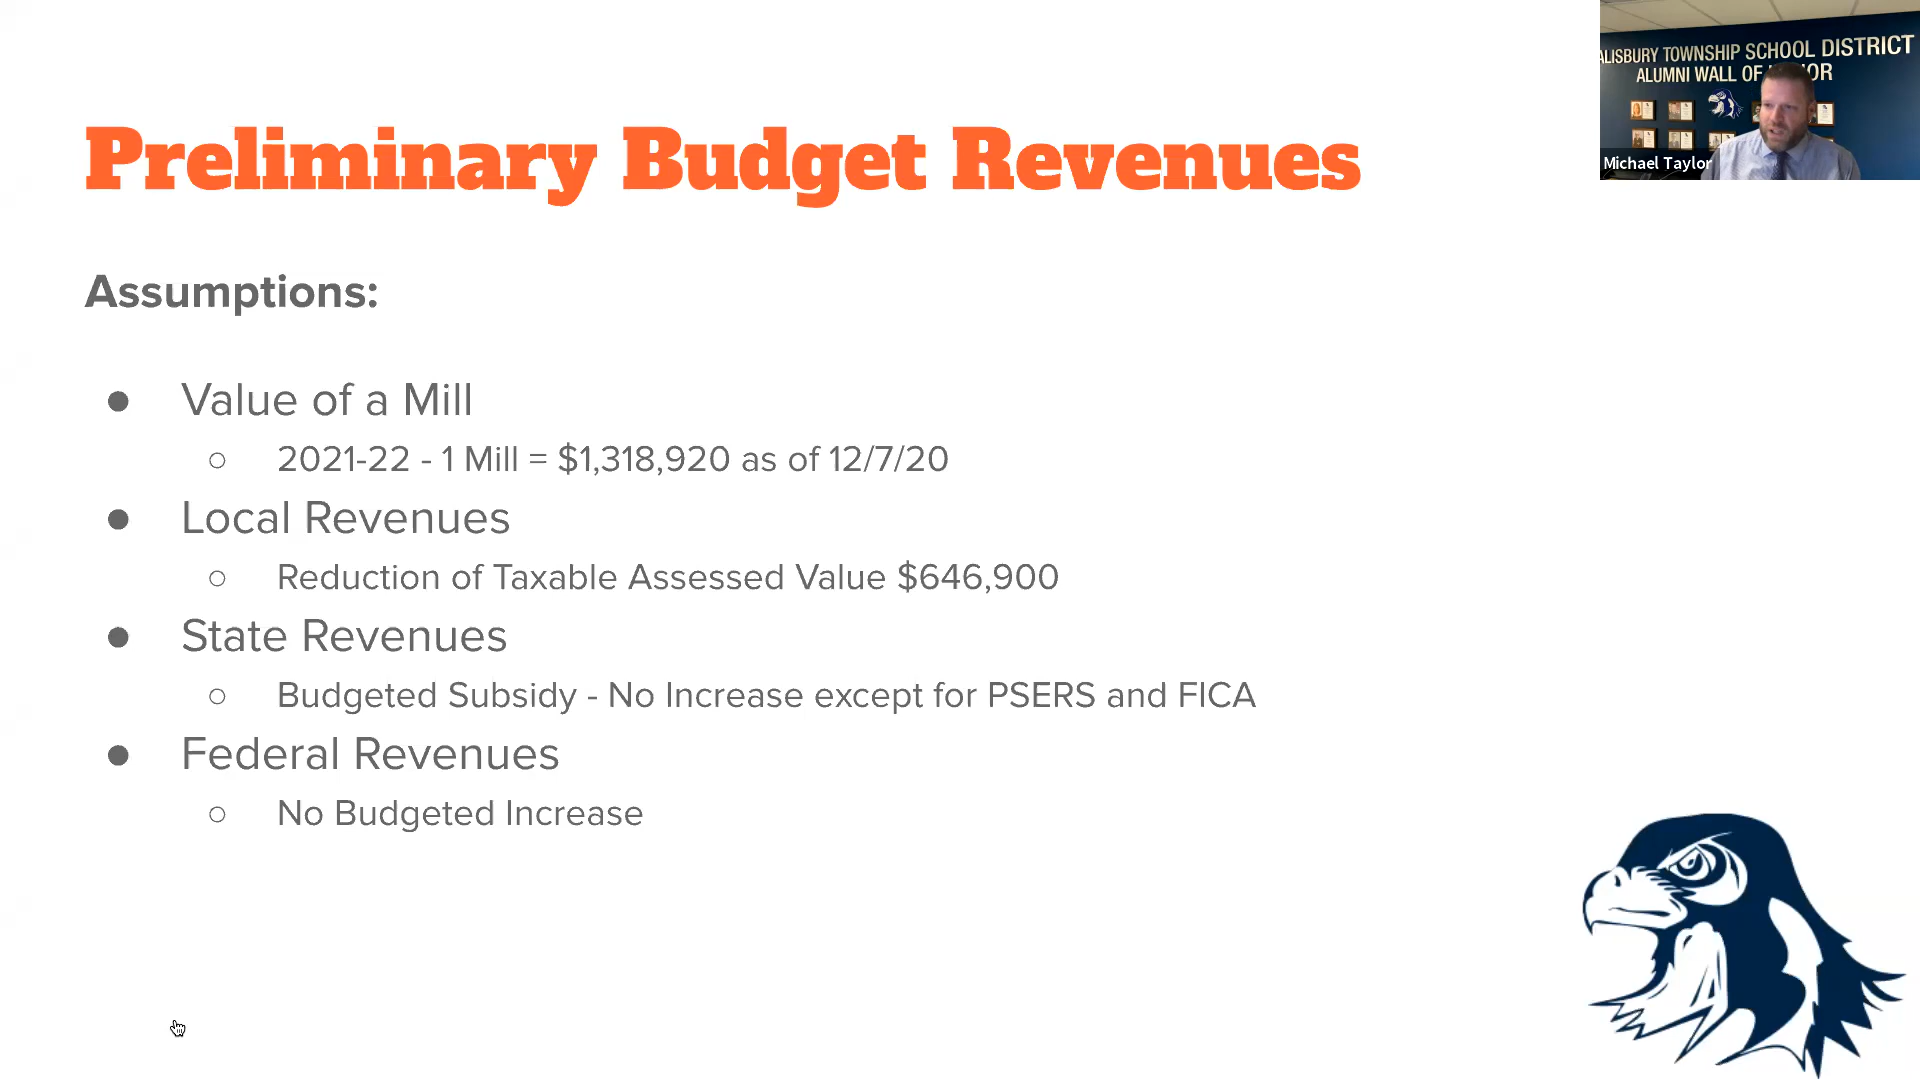 Preliminary Budget Revenues
Assumptions:
● Value of a Mill
○ 2021-22 - 1 Mill = $1,318,920 as of 12/7/20
● Local Revenues
○ Reduction of Taxable Assessed Value $646,900
● State Revenues
○ Budgeted Subsidy - No Increase except for PSERS and FICA
● Federal Revenues
○ No Budgeted Increase
ALISBURY TOWNSHIP SCHOOL DISTRICT
ALUMNI WALL OF OR
Michael Taylor